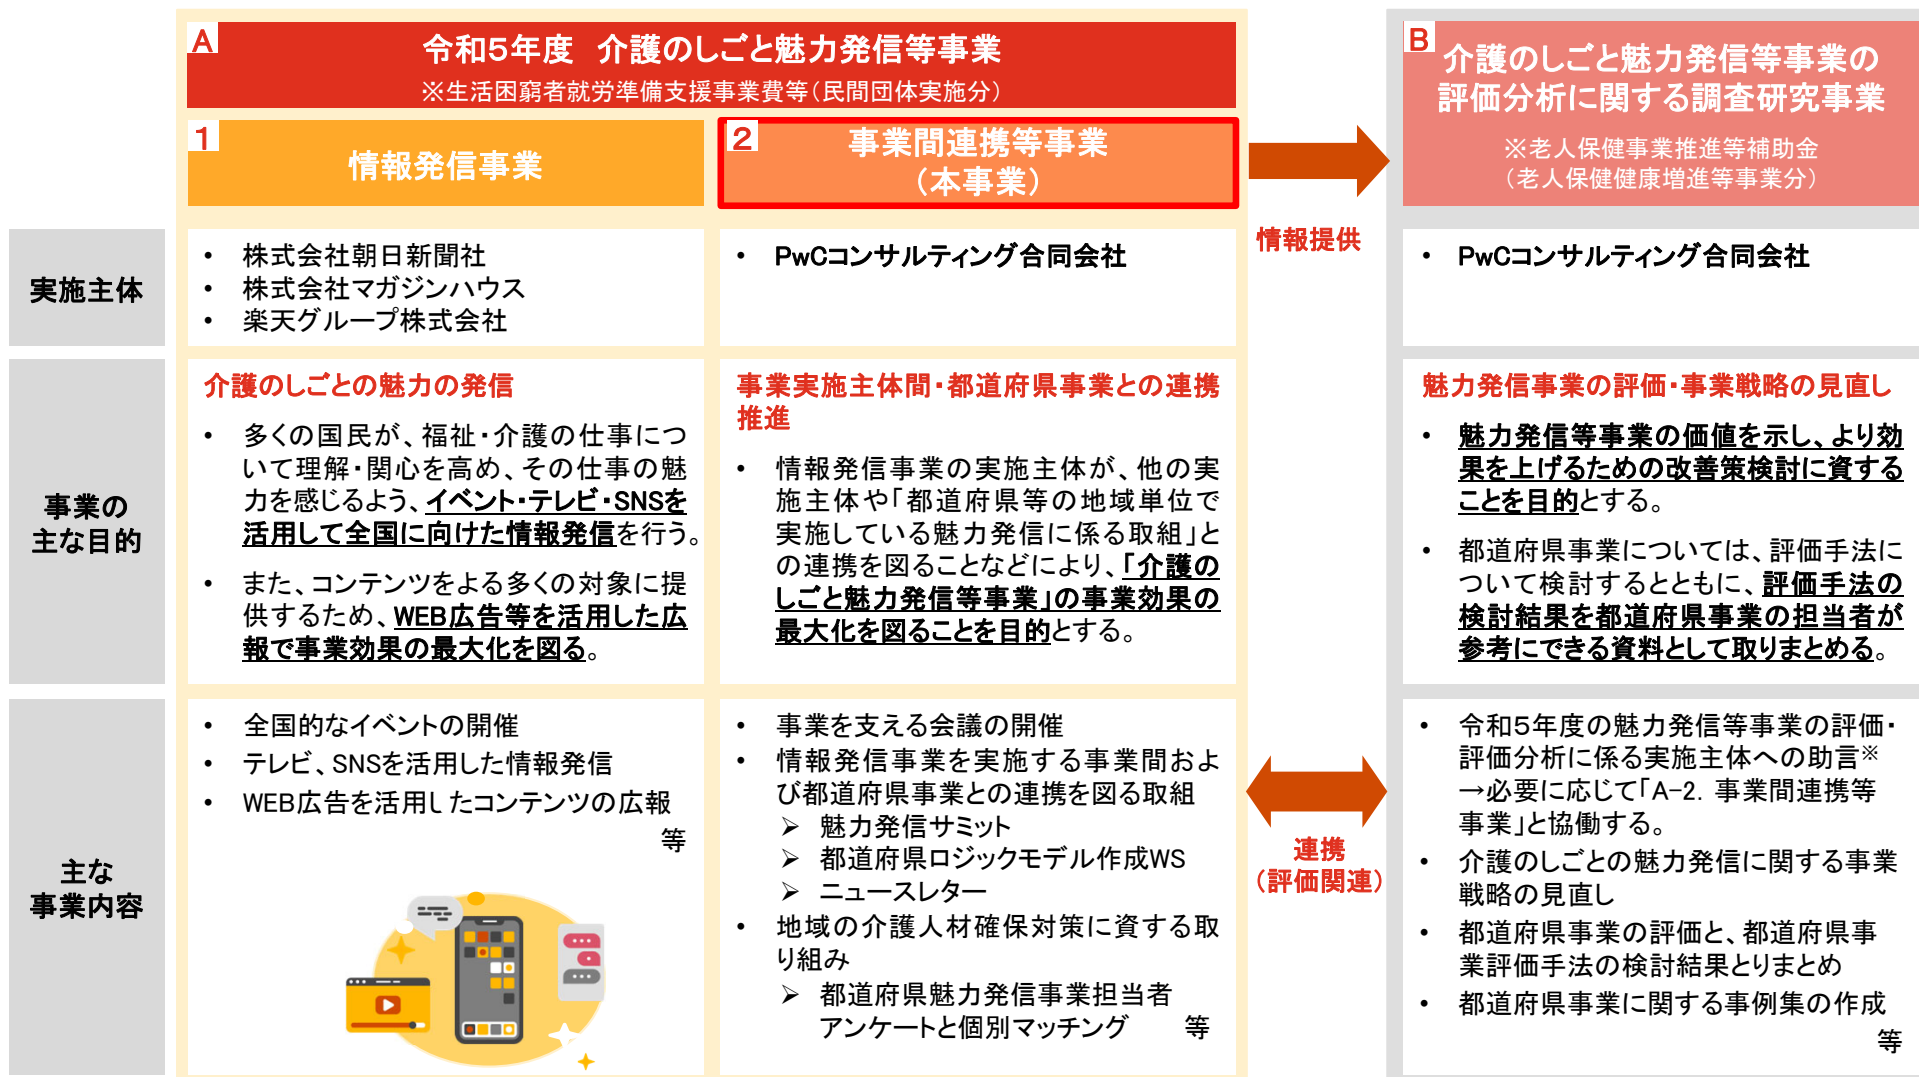 A
令和5年度　介護のしごと魅力発信等事業
※生活困窮者就労準備支援事業費等（民間団体実施分）
1
情報発信事業
2
事業間連携等事業
（本事業）
B
介護のしごと魅力発信等事業の
評価分析に関する調査研究事業
※老人保健事業推進等補助金
（老人保健健康増進等事業分）
情報提供
実施主体
• 株式会社朝日新聞社
• 株式会社マガジンハウス
• 楽天グループ株式会社
• PwCコンサルティング合同会社
• PwCコンサルティング合同会社
事業の
主な目的
介護のしごとの魅力の発信
• 多くの国民が、福祉・介護の仕事につ
いて理解・関心を高め、その仕事の魅
力を感じるよう、イベント・テレビ・SNSを
活用して全国に向けた情報発信を行う。
• また、コンテンツをよる多くの対象に提
供するため、WEB広告等を活用した広
報で事業効果の最大化を図る。
事業実施主体間・都道府県事業との連携
推進
• 情報発信事業の実施主体が、他の実
施主体や「都道府県等の地域単位で
実施している魅力発信に係る取組」と
の連携を図ることなどにより、「介護の
しごと魅力発信等事業」の事業効果の
最大化を図ることを目的とする。
魅力発信事業の評価・事業戦略の見直し
• 魅力発信等事業の価値を示し、より効
果を上げるための改善策検討に資する
ことを目的とする。
• 都道府県事業については、評価手法に
ついて検討するとともに、評価手法の
検討結果を都道府県事業の担当者が
参考にできる資料として取りまとめる。
主な
事業内容
• 全国的なイベントの開催
• テレビ、SNSを活用した情報発信
• WEB広告を活用したコンテンツの広報
等
• 事業を支える会議の開催
• 情報発信事業を実施する事業間およ
び都道府県事業との連携を図る取組
➢ 魅力発信サミット
➢ 都道府県ロジックモデル作成WS
➢ ニュースレター
• 地域の介護人材確保対策に資する取
り組み
➢ 都道府県魅力発信事業担当者
アンケートと個別マッチング　等
連携
（評価関連）
• 令和5年度の魅力発信等事業の評価・
評価分析に係る実施主体への助言※
→必要に応じて「A-2. 事業間連携等
事業」と協働する。
• 介護のしごとの魅力発信に関する事業
戦略の見直し
• 都道府県事業の評価と、都道府県事
業評価手法の検討結果とりまとめ
• 都道府県事業に関する事例集の作成
等